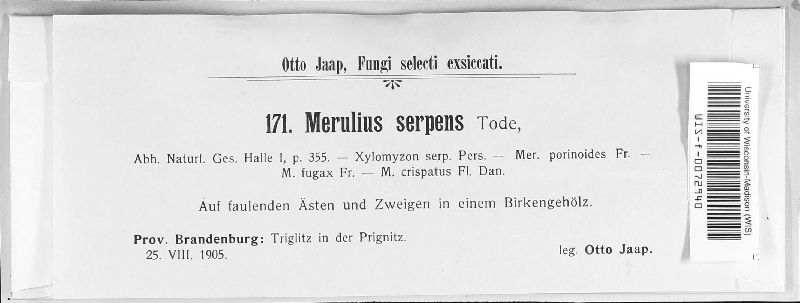 Otto Jaap, Fungi selecti exsiccati.
171. Merulius serpens Tode,
Abh. Naturf. Ges. Halle I, p. 355. — Xylomyzon serp. Pers. — Mer. porinoides Fr. —
M. fugax Fr. — M. crispatus Fl. Dan.
Auf faulenden Ästen und Zweigen in einem Birkengehölz.
Prov. Brandenburg: Triglitz in der Prignitz.
25. VIII. 1905.
leg. Otto Jaap.
University of Wisconsin-Madison (WIS)
WIS-f-0072940